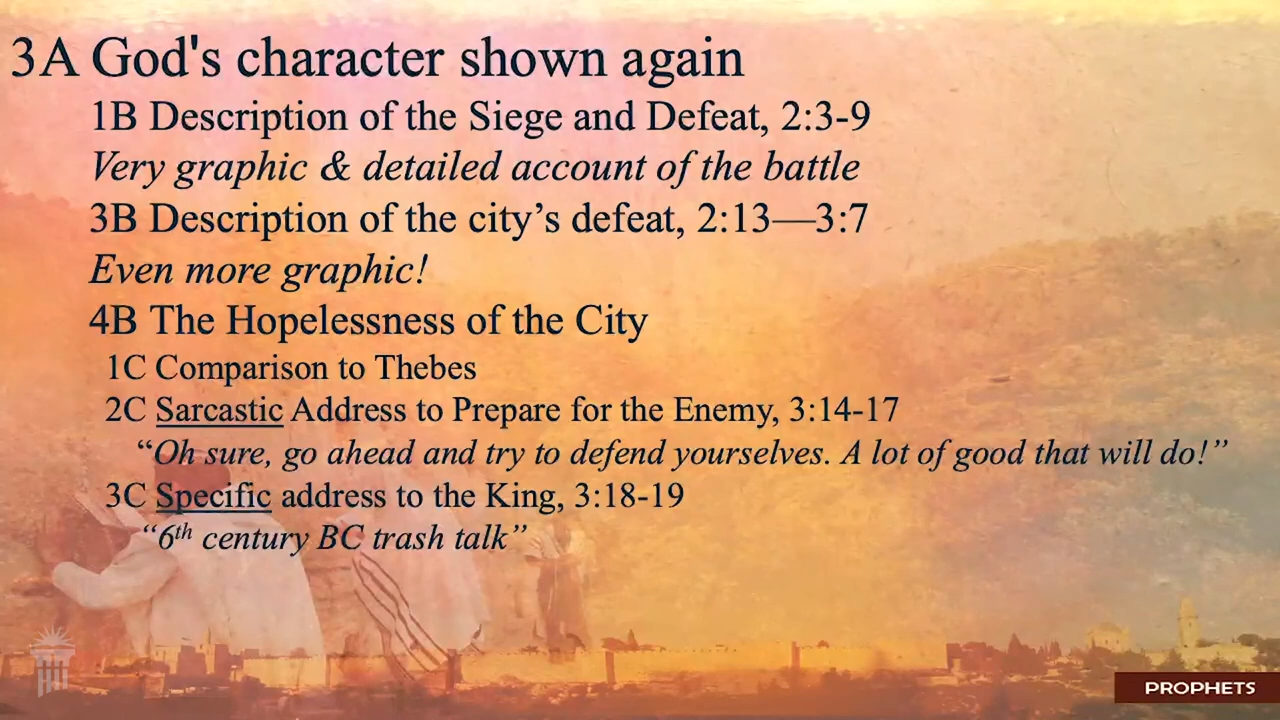 3A God's character shown again
1B Description of the Siege and Defeat, 2:3-9
Very graphic & detailed account of the battle
3B Description of the city’s defeat, 2:13—3:7
Even more graphic!
4B The Hopelessness of the City
1C Comparison to Thebes
2C Sarcastic Address to Prepare for the Enemy, 3:14-17
“Oh sure, go ahead and try to defend yourselves. A lot of good that will do!”
3C Specific address to the King, 3:18-19
“6th century BC trash talk”
PROPHETS